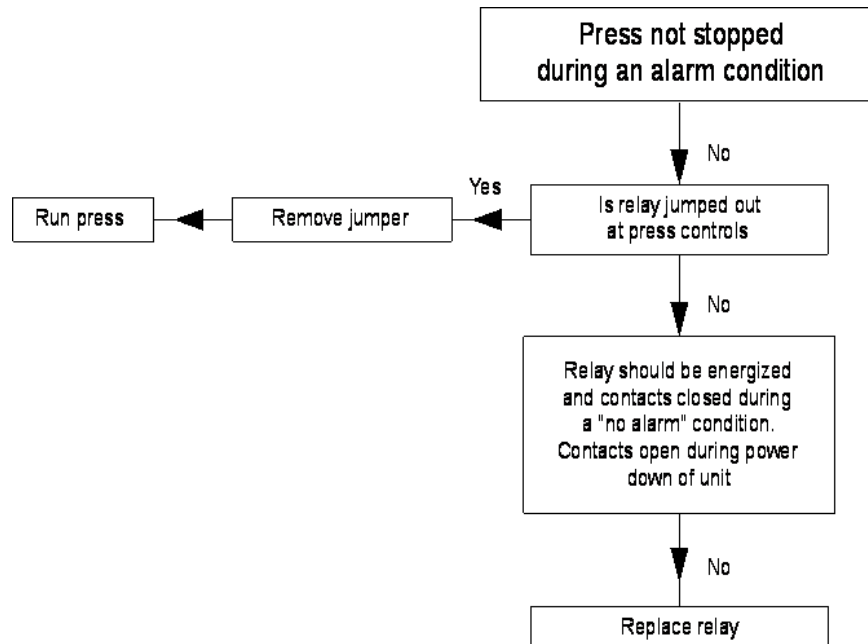 Press not stopped
during an alarm condition
No
Yes
Run press
Remove jumper
Is relay jumped out
at press controls
No
Relay should be energized
and contacts closed during
a "no alarm" condition.
Contacts open during power
down of unit
No
Replace relay